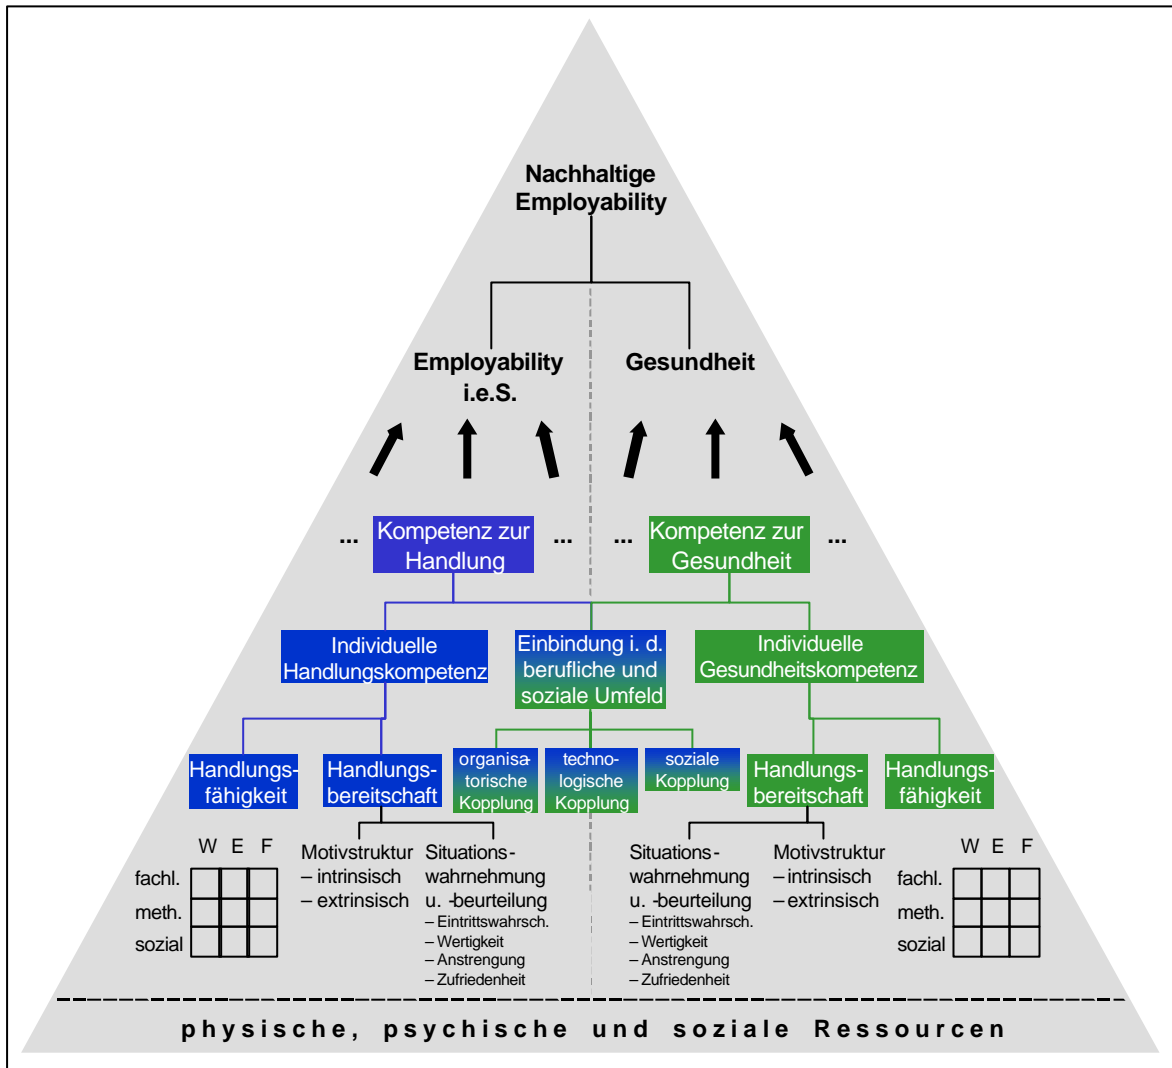 Nachhaltige
Employability
Employability
i.e.S.
Gesundheit
...
Kompetenz zur
Handlung
...
...
Kompetenz zur
Gesundheit
...
Individuelle
Handlungskompetenz
Einbindung i. d.
berufliche und
soziale Umfeld
Individuelle
Gesundheitskompetenz
Handlungs-
fähigkeit
Handlungs-
bereitschaft
organisa-
torische
Kopplung
techno-
logische
Kopplung
soziale
Kopplung
Handlungs-
bereitschaft
Handlungs-
fähigkeit
W E F
fachl.
meth.
sozial
Motivstruktur
– intrinsisch
– extrinsisch
Situations-
wahrnehmung
u. -beurteilung
– Eintrittswahrsch.
– Wertigkeit
– Anstrengung
– Zufriedenheit
Situations-
wahrnehmung
u. -beurteilung
– Eintrittswahrsch.
– Wertigkeit
– Anstrengung
– Zufriedenheit
Motivstruktur
– intrinsisch
– extrinsisch
W E F
fachl.
meth.
sozial
physische, psychische und soziale Ressourcen